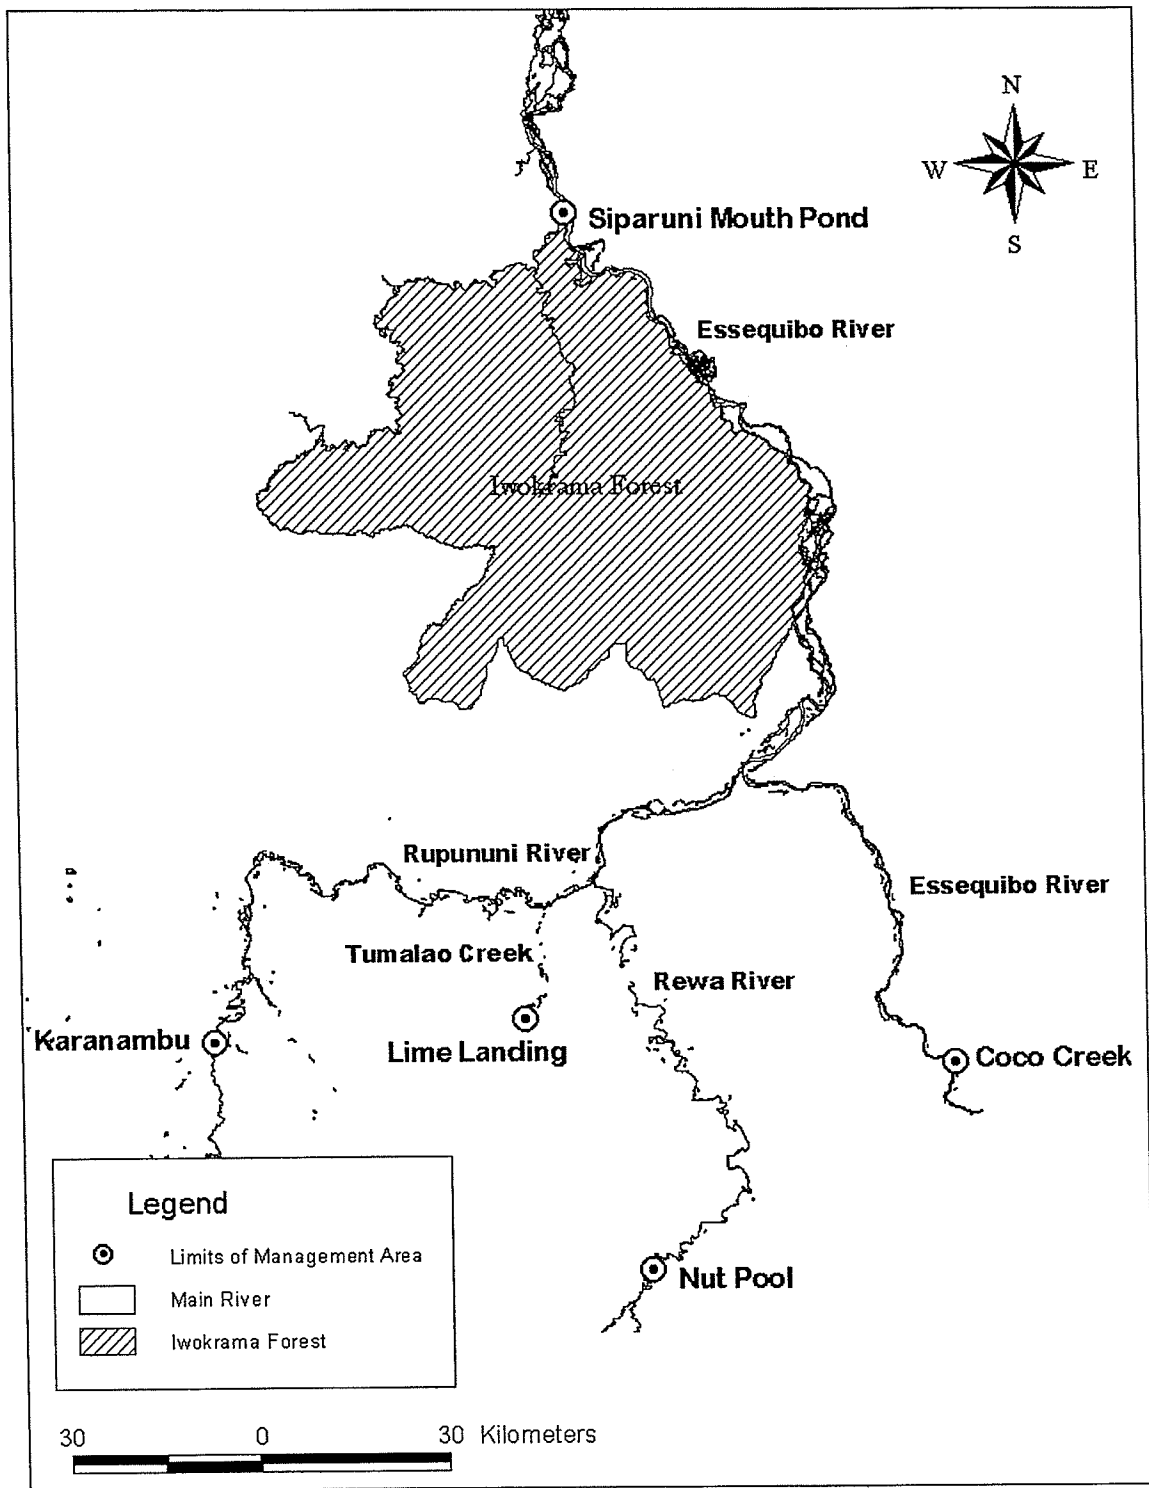 N
W E
S
Siparuni Mouth Pond
Essequibo River
Iwokrama Forest
Rupununi River
Essequibo River
Tumalao Creek
Rewa River
Karanambu
Lime Landing
Coco Creek
Nut Pool
Legend
Limits of Management Area
Main River
Iwokrama Forest
30 0 30 Kilometers